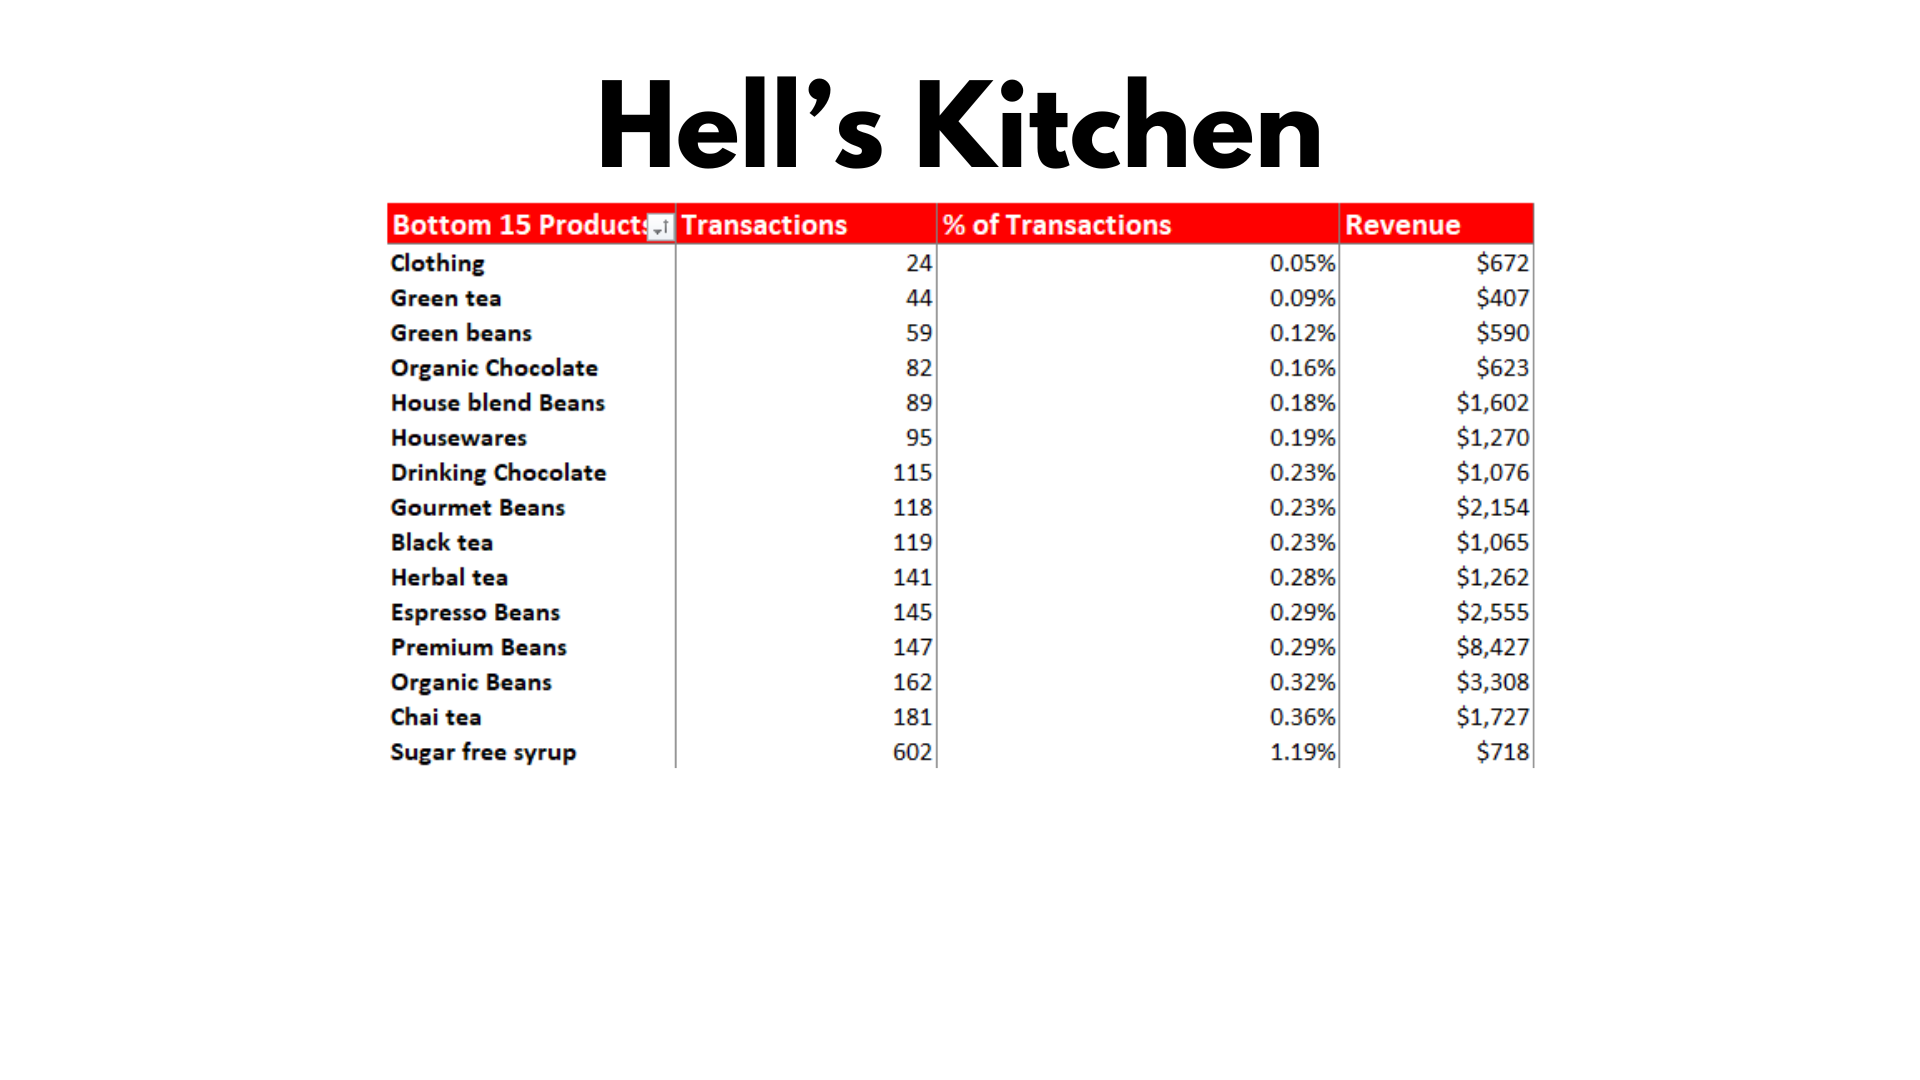 Hell’s Kitchen
Bottom 15 Products Transactions % of Transactions Revenue
Clothing 24 0.05% $672
Green tea 44 0.09% $407
Green beans 59 0.12% $590
Organic Chocolate 82 0.16% $623
House blend Beans 89 0.18% $1,602
Housewares 95 0.19% $1,270
Drinking Chocolate 115 0.23% $1,076
Gourmet Beans 118 0.23% $2,154
Black tea 119 0.23% $1,065
Herbal tea 141 0.28% $1,262
Espresso Beans 145 0.29% $2,555
Premium Beans 147 0.29% $8,427
Organic Beans 162 0.32% $3,308
Chai tea 181 0.36% $1,727
Sugar free syrup 602 1.19% $718